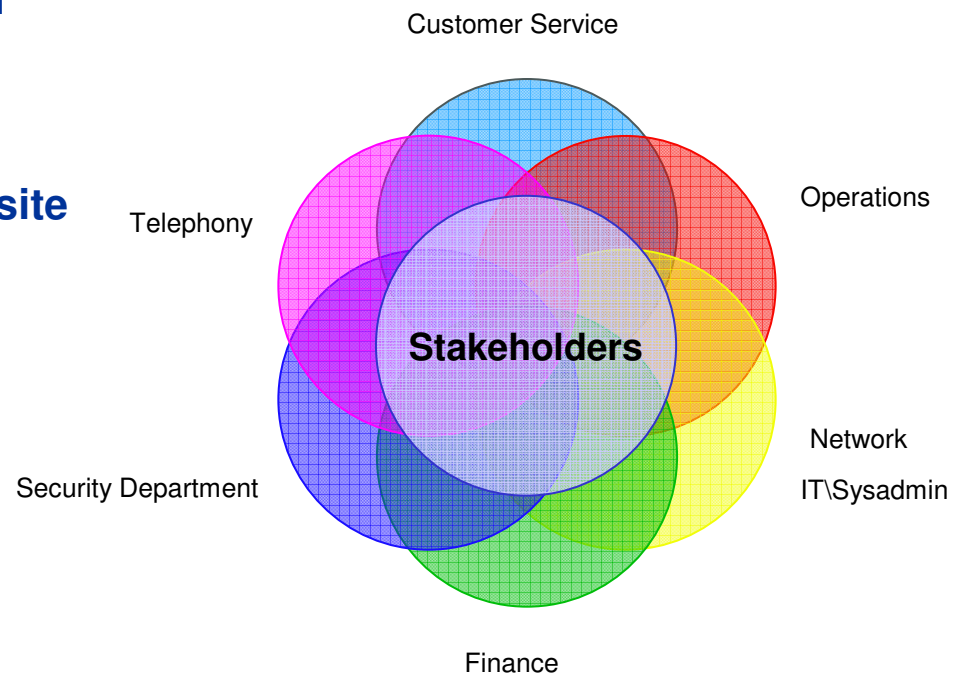 Customer Service
site
Operations
Telephony
Stakeholders
Network
IT\Sysadmin
Security Department
Finance